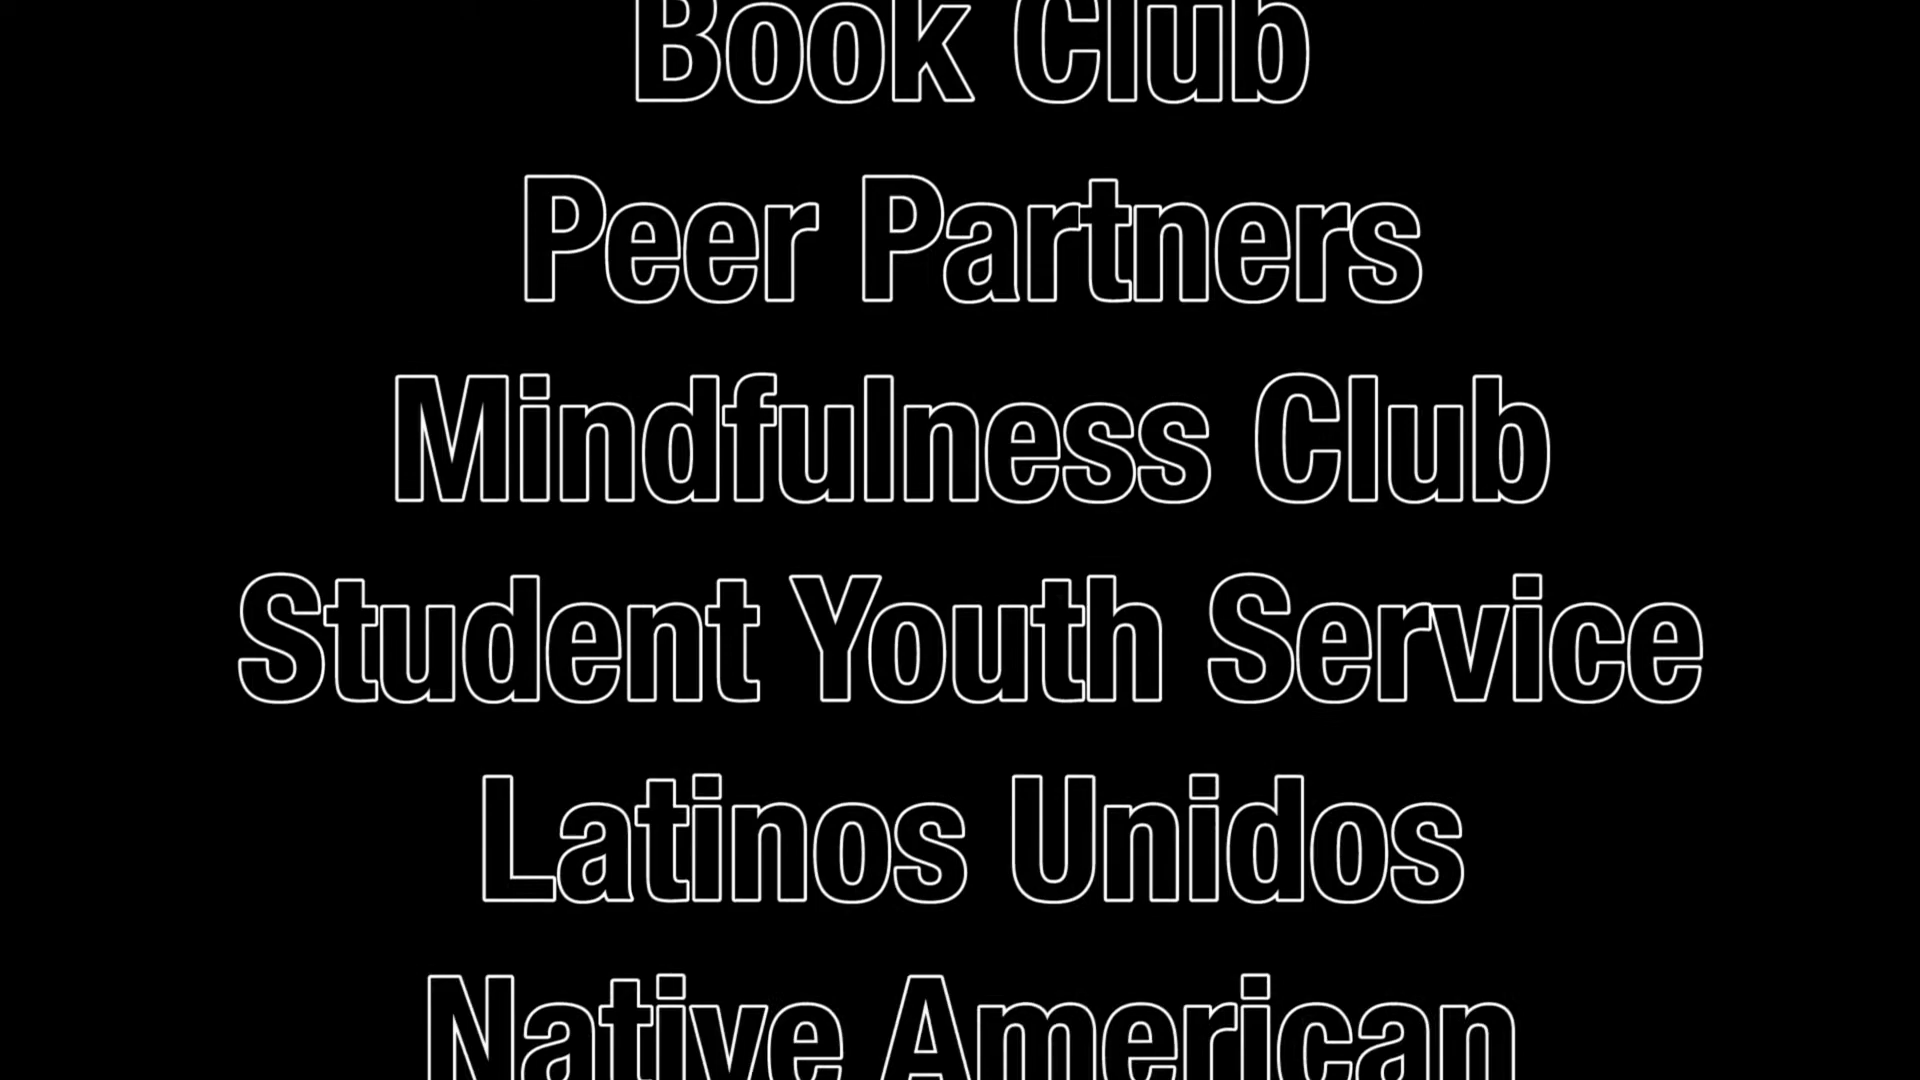 Book Club
Peer Partners
Mindfulness Club
Student Youth Service
Latinos Unidos
Native American